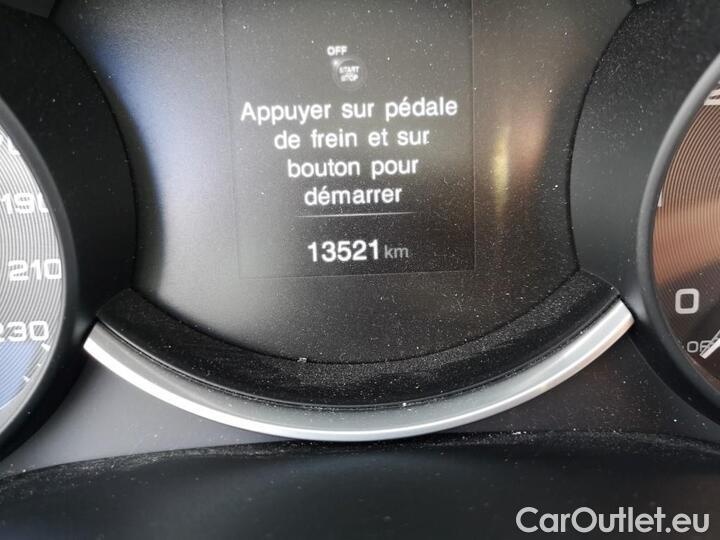 OFF
START
STOP
Appuyer sur pédale
de frein et sur
bouton pour
démarrer
13521 km
190
210
230
0
CarOutlet.eu